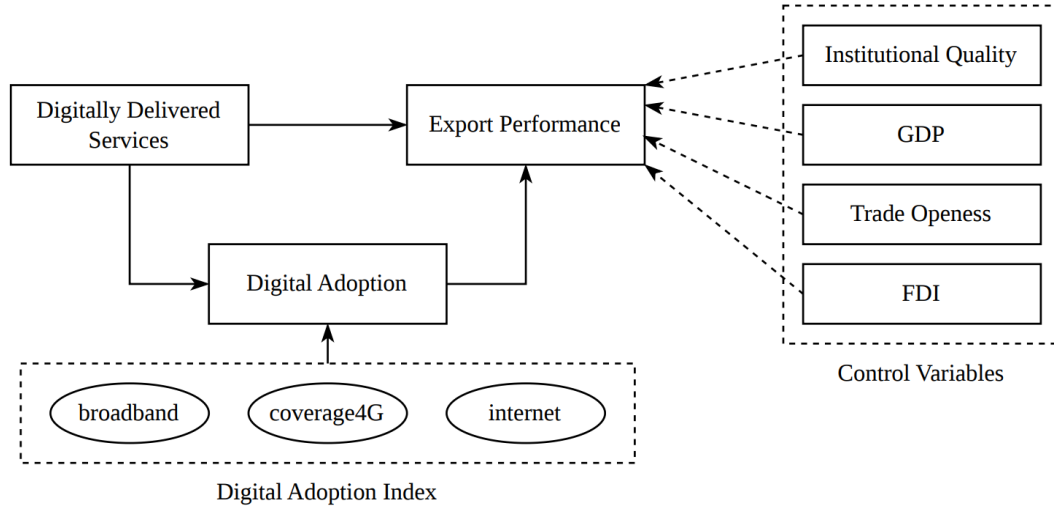 Digitally Delivered
Services
Export Performance
Institutional Quality
GDP
Trade Openess
FDI
Control Variables
Digital Adoption
broadband
coverage4G
internet
Digital Adoption Index